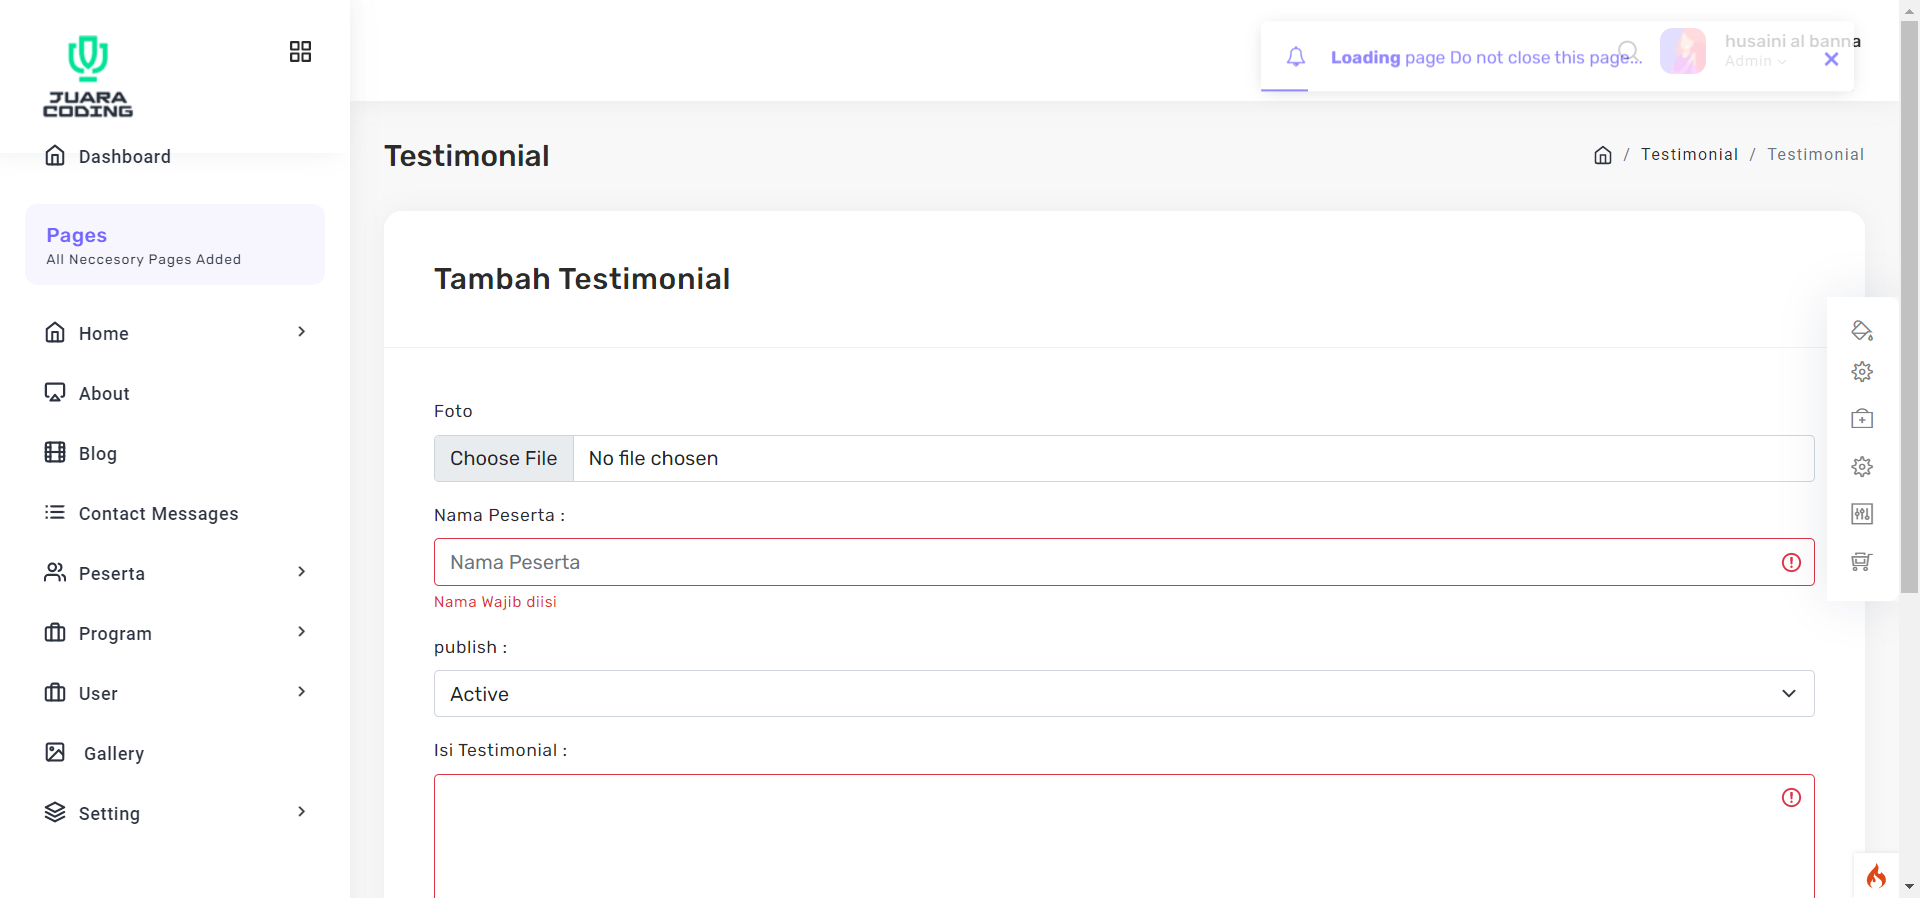 JUARA
CODING
Dashboard
Pages
All Neccesory Pages Added
Home
About
Blog
Contact Messages
Peserta
Program
User
Gallery
Setting
Loading page Do not close this page...
husaini al banna
Admin
Testimonial
/ Testimonial / Testimonial
Tambah Testimonial
Foto
Choose File No file chosen
Nama Peserta :
Nama Peserta
Nama Wajib diisi
publish :
Active
Isi Testimonial :